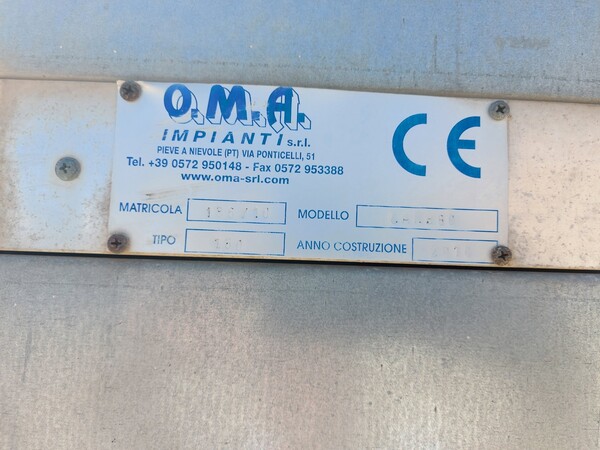 O.M.A.
IMPIANTI s.r.l.
PIEVE A NIEVOLE (PT) VIA PONTICELLI, 51
Tel. +39 0572 950148 - Fax 0572 953388
www.oma-srl.com
CE
MATRICOLA
MODELLO
TIPO
ANNO COSTRUZIONE